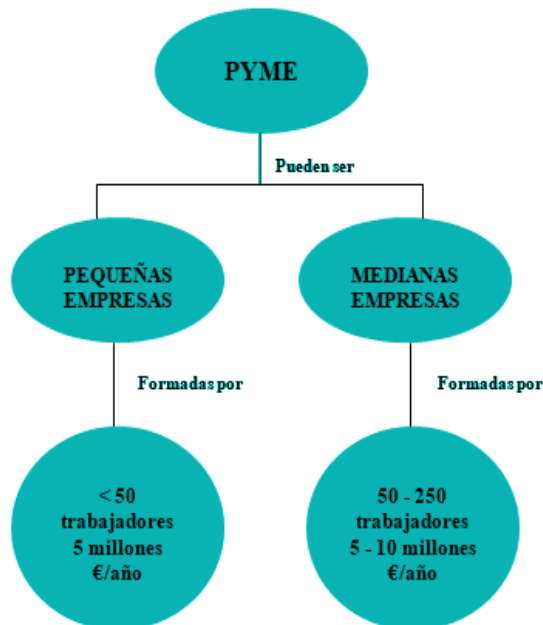 PYME
Pueden ser
PEQUEÑAS
EMPRESAS
MEDIANAS
EMPRESAS
Formadas por
Formadas por
< 50
trabajadores
5 millones
€/año
50 - 250
trabajadores
5 - 10 millones
€/año